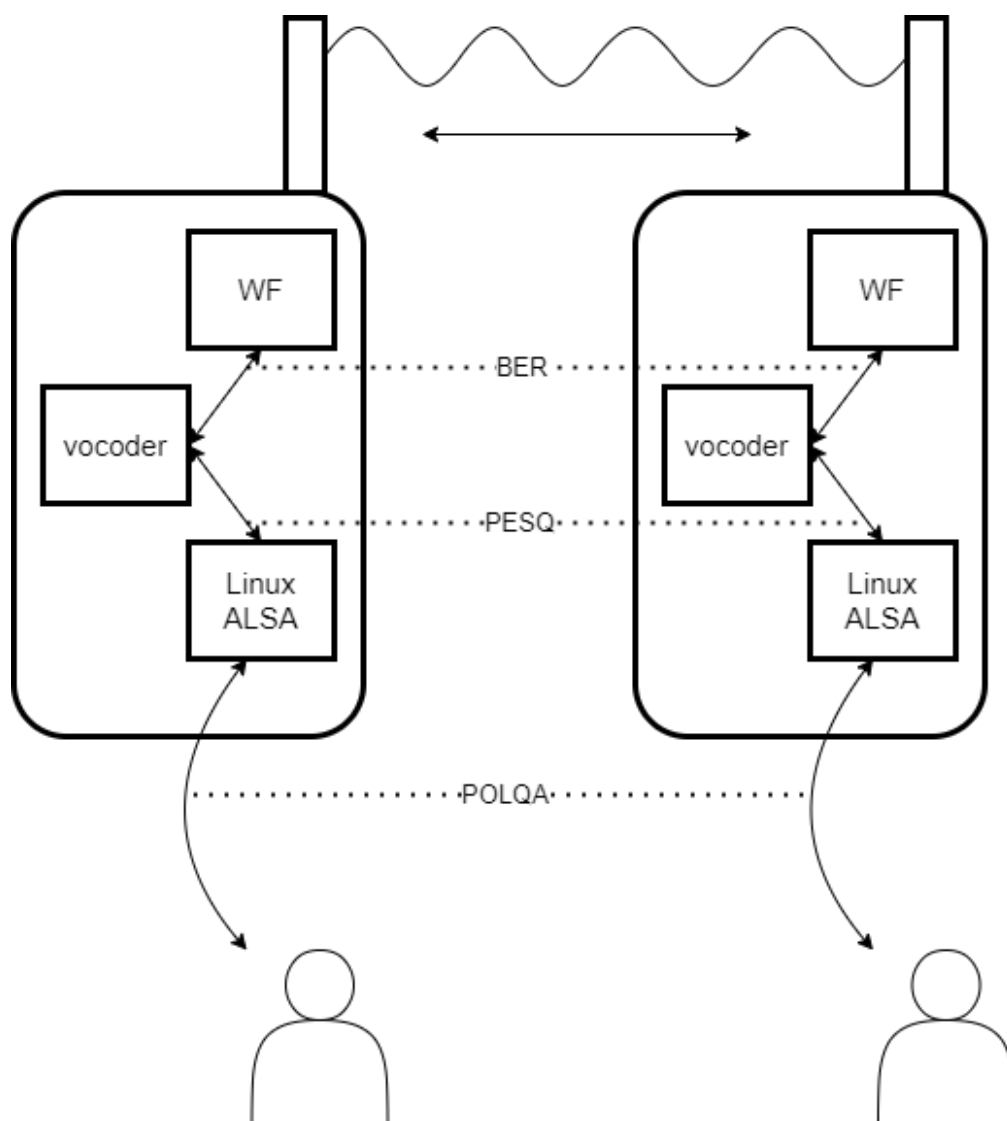 WF
WF
BER
vocoder
vocoder
PESQ
Linux
ALSA
Linux
ALSA
POLQA